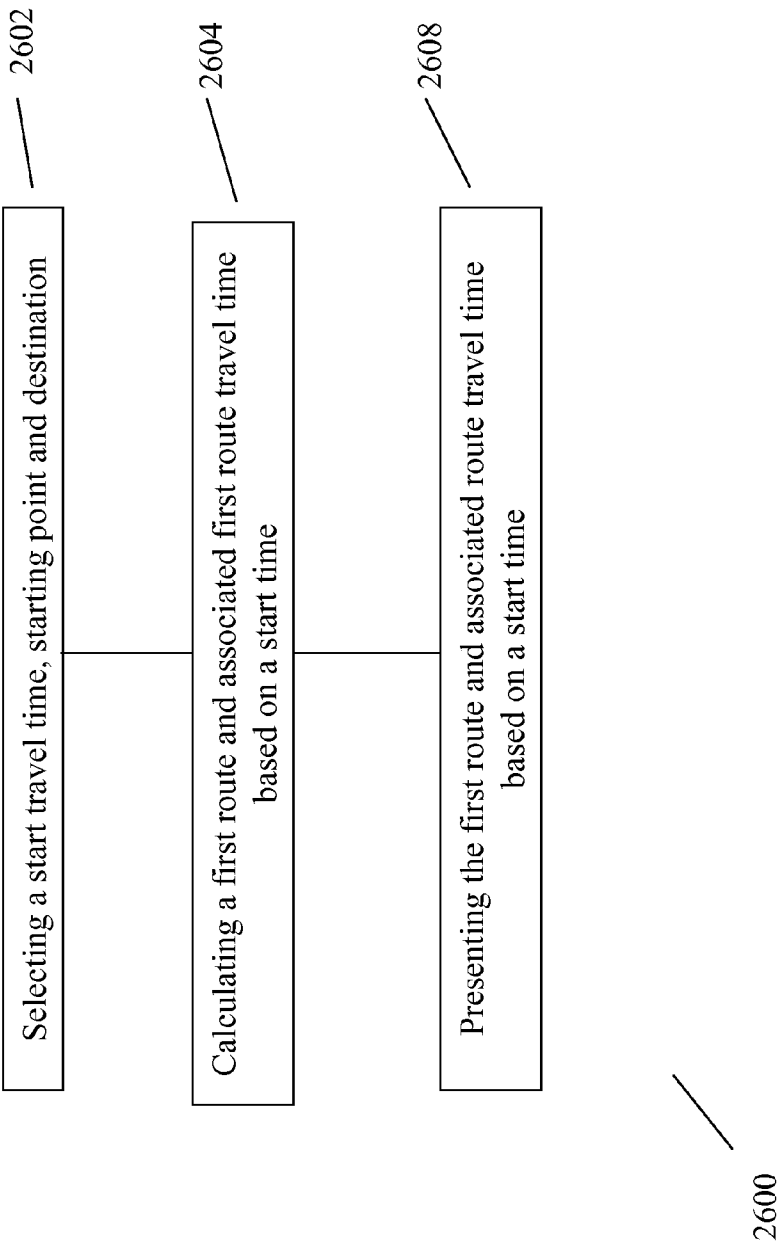 Selecting a start travel time, starting point and destination
2602
Calculating a first route and associated first route travel time
based on a start time
2604
Presenting the first route and associated route travel time
based on a start time
2608
2600